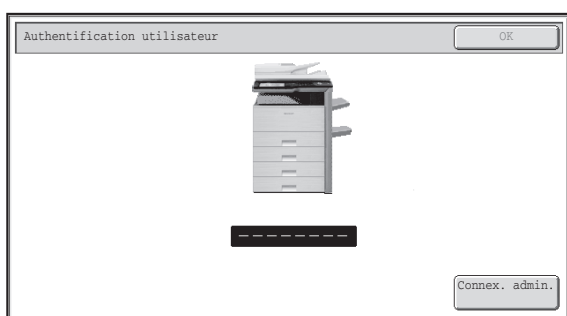 Authentification utilisateur
OK
--------
Connex. admin.